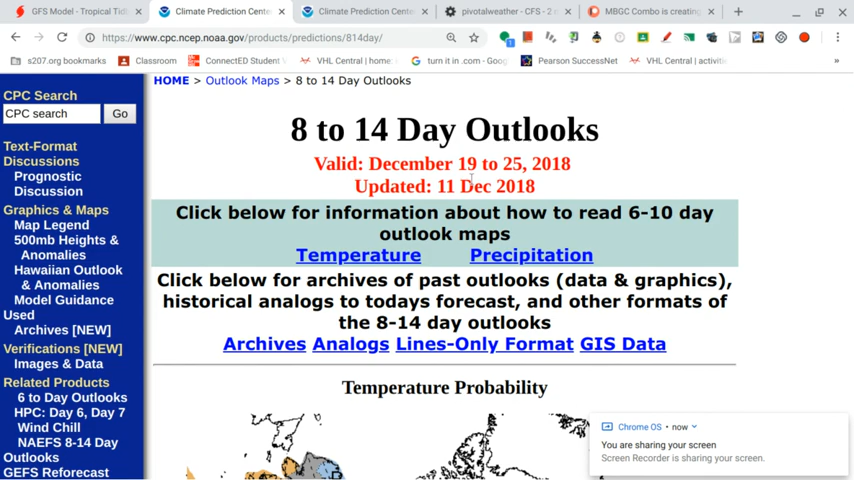 GFS Model - Tropical Tid
Climate Prediction Cente
Climate Prediction Cente
pivotalweather - CFS - 2 m
MBGC Combo is creating
https://www.cpc.ncep.noaa.gov/products/predictions/814day/
s207.org bookmarks
Classroom
ConnectED Student
VHL Central | home:
turn it in .com - Goog
Pearson SuccessNet
VHL Central | activiti
HOME > Outlook Maps > 8 to 14 Day Outlooks
CPC Search
CPC search
Go
Text-Format
Discussions
Prognostic
Discussion
Graphics & Maps
Map Legend
500mb Heights &
Anomalies
Hawaiian Outlook
& Anomalies
Model Guidance
Used
Archives [NEW]
Verifications [NEW]
Images & Data
Related Products
6 to Day Outlooks
HPC: Day 6, Day 7
Wind Chill
NAEFS 8-14 Day
Outlooks
GEFS Reforecast
8 to 14 Day Outlooks
Valid: December 19 to 25, 2018
Updated: 11 Dec 2018
Click below for information about how to read 6-10 day
outlook maps
Temperature Precipitation
Click below for archives of past outlooks (data & graphics),
historical analogs to todays forecast, and other formats of
the 8-14 day outlooks
Archives Analogs Lines-Only Format GIS Data
Temperature Probability
Chrome OS • now
You are sharing your screen
Screen Recorder is sharing your screen.